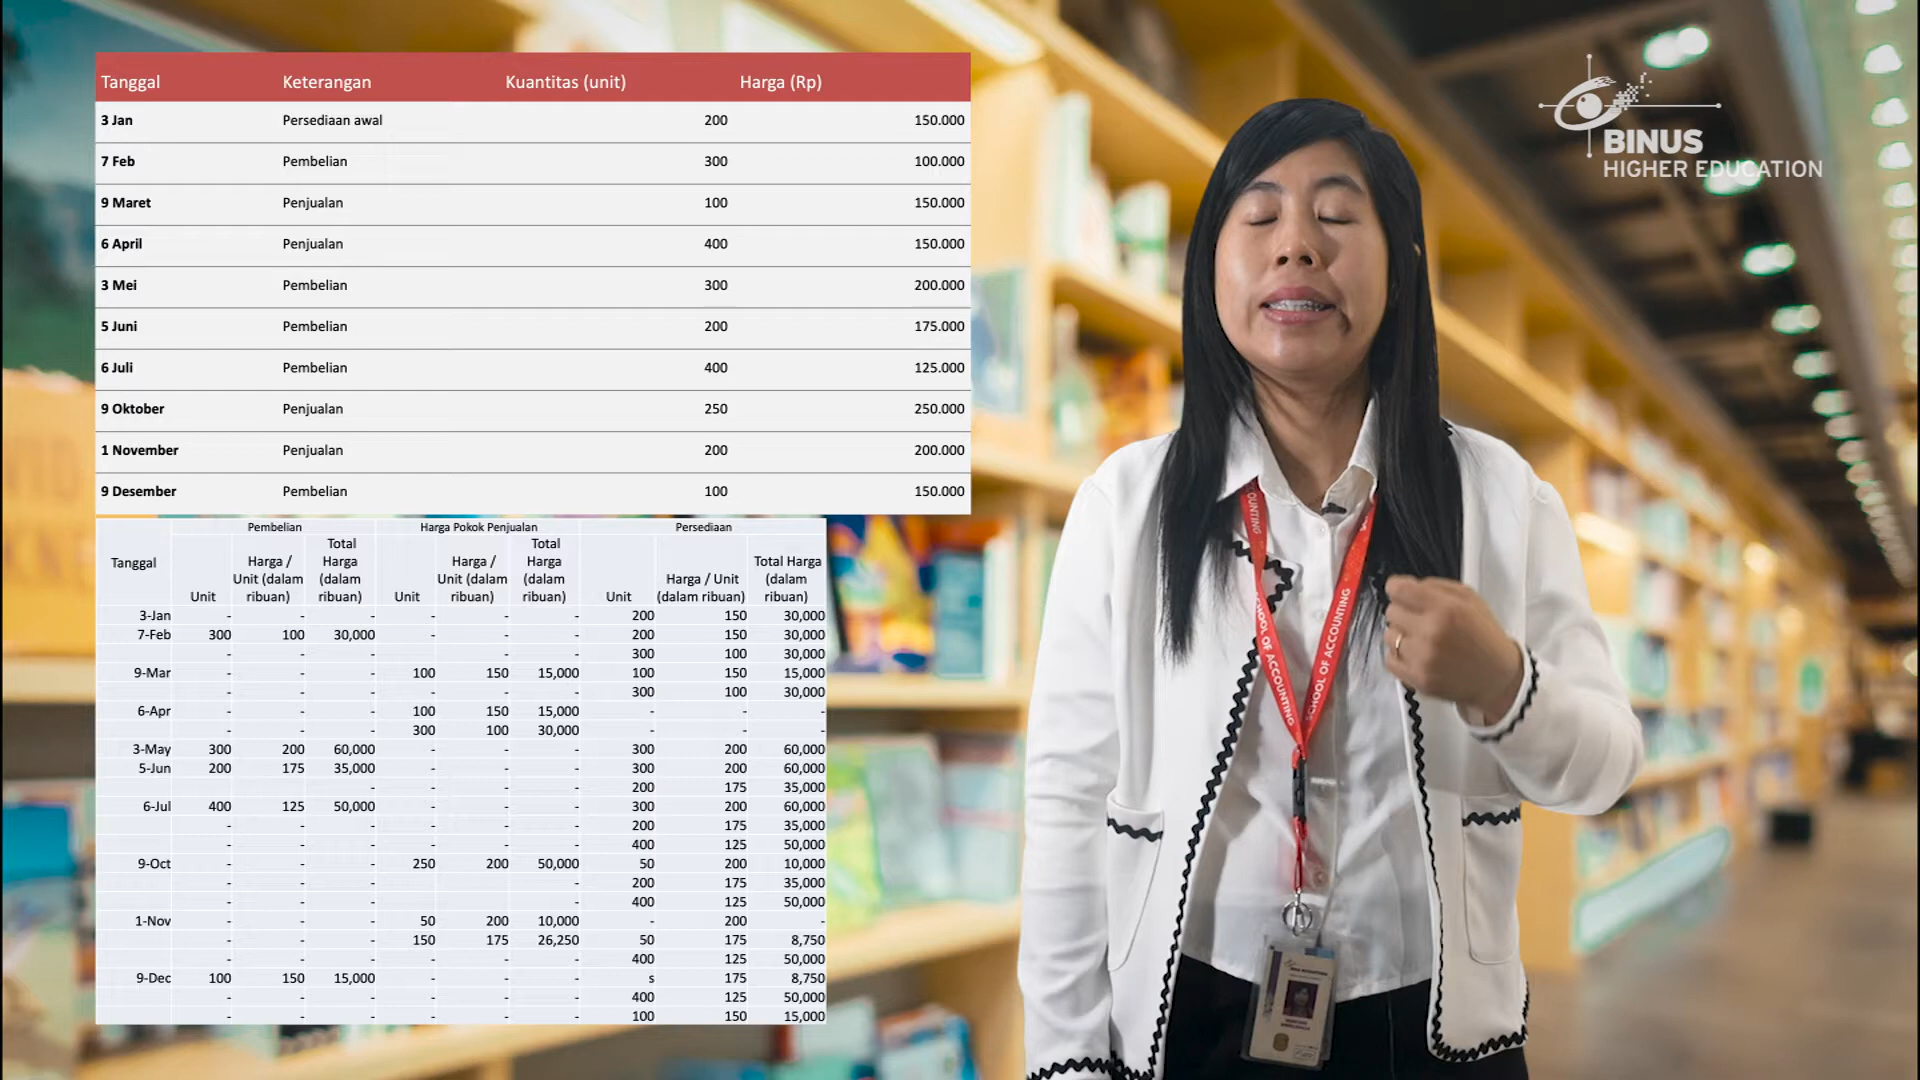 Tanggal Keterangan Kuantitas (unit) Harga (Rp)
3 Jan Persediaan awal 200 150.000
7 Feb Pembelian 300 100.000
9 Maret Penjualan 100 150.000
6 April Penjualan 400 150.000
3 Mei Pembelian 300 200.000
5 Juni Pembelian 200 175.000
6 Juli Pembelian 400 125.000
9 Oktober Penjualan 250 250.000
1 November Penjualan 200 200.000
9 Desember Pembelian 100 150.000
Pembelian Harga Pokok Penjualan Persediaan
Tanggal Unit Harga / Unit (dalam ribuan) Total Harga (dalam ribuan) Unit Harga / Unit (dalam ribuan) Total Harga (dalam ribuan) Unit Harga / Unit (dalam ribuan) Total Harga (dalam ribuan)
3-Jan - - - - - - 200 150 30,000
7-Feb 300 100 30,000 - - - 200 150 30,000
- - - - - - 300 100 30,000
9-Mar - - - 100 150 15,000 100 150 15,000
- - - - - - 300 100 30,000
6-Apr - - - 100 150 15,000 - - -
- - - 300 100 30,000 - - -
3-May 300 200 60,000 - - - 300 200 60,000
5-Jun 200 175 35,000 - - - 300 200 60,000
- - - - 200 175 35,000
6-Jul 400 125 50,000 - - - 300 200 60,000
- - - - - - 200 175 35,000
- - - - - - 400 125 50,000
9-Oct - - - 250 200 50,000 50 200 10,000
- - - - 200 175 35,000
- - - - - - 400 125 50,000
1-Nov - - - 50 200 10,000 - 200 -
- - - 150 175 26,250 50 175 8,750
- - - - - - 400 125 50,000
9-Dec 100 150 15,000 - - - s 175 8,750
- - - - - - 400 125 50,000
- - - - - - 100 150 15,000
BINUS
HIGHER EDUCATION
OUNTING
SCHOOL OF ACCOUNTING
SCHOOL OF ACCOUNTING